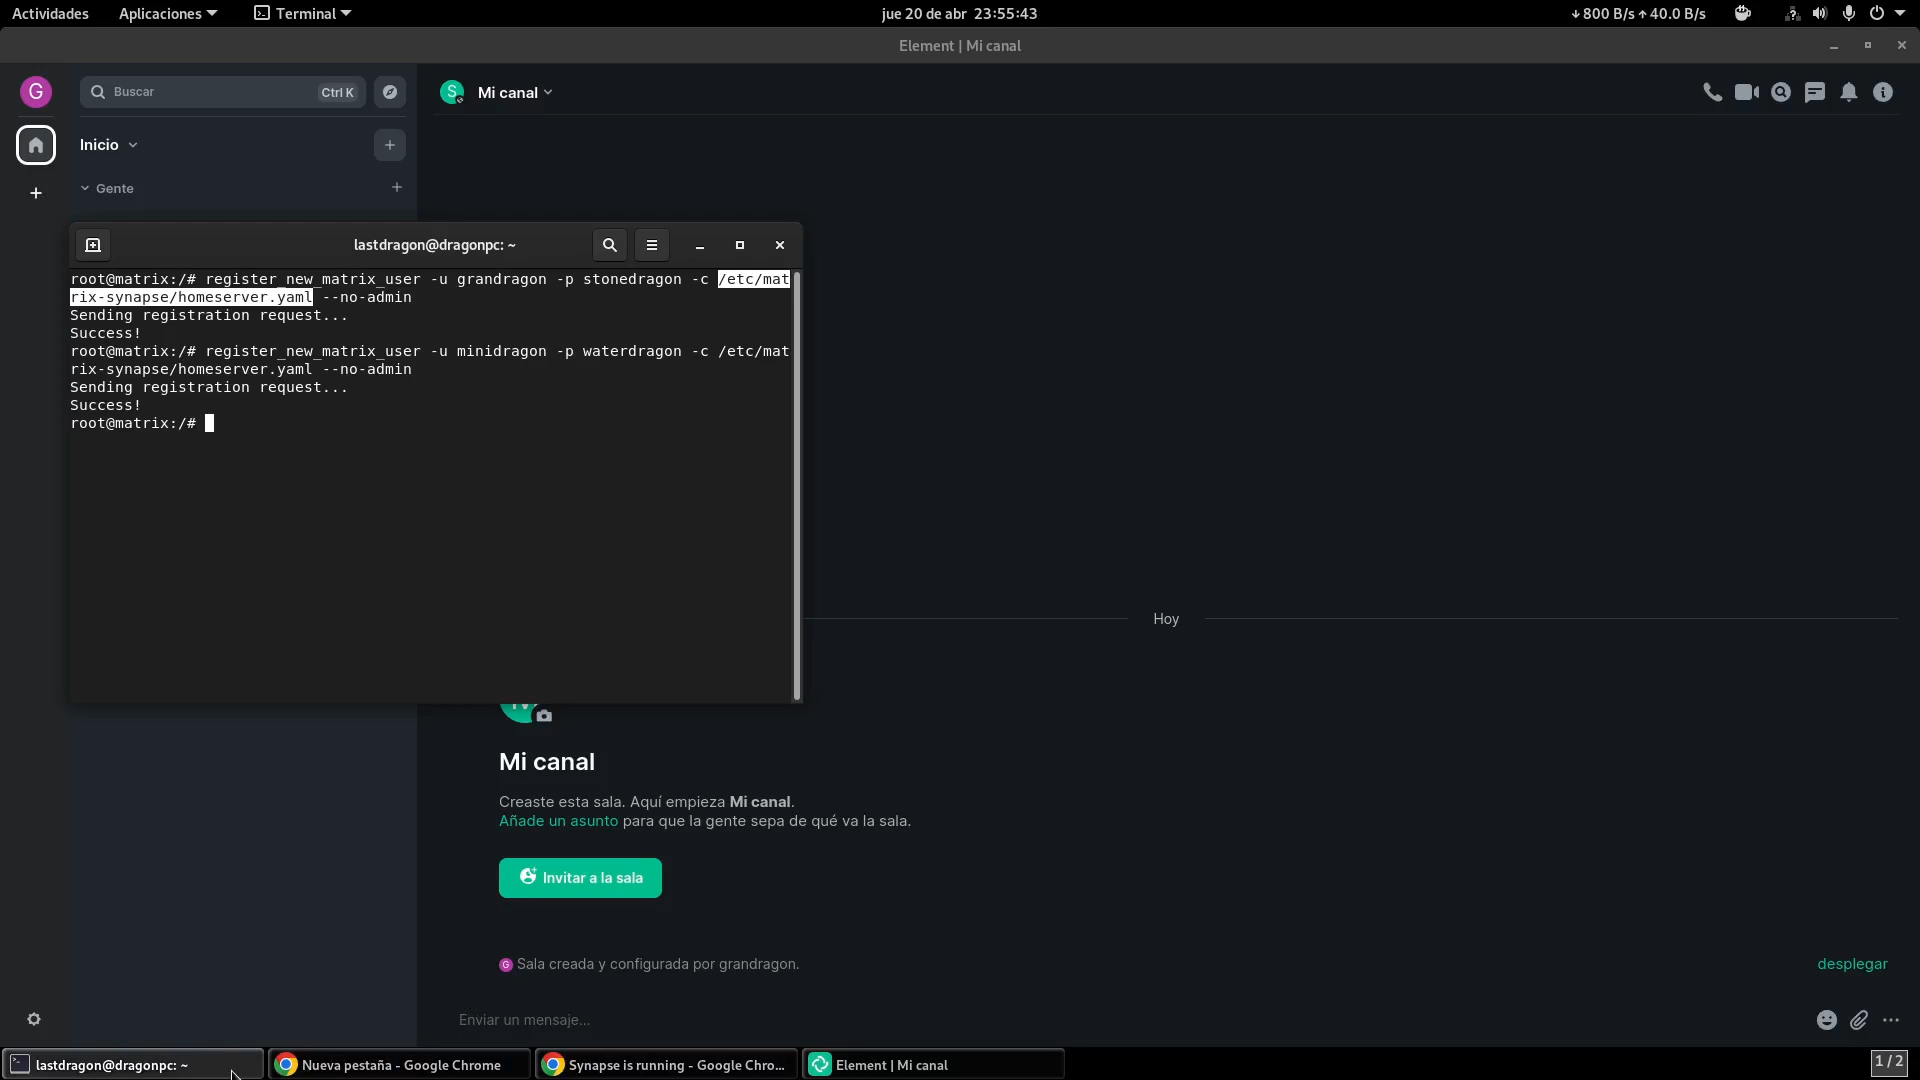 Actividades Aplicaciones Terminal jue 20 de abr 23:55:43 ↓800 B/s ↑40.0 B/s
Element | Mi canal
G Buscar Ctrl K S Mi canal
Inicio
Gente
lastdragon@dragonpc: ~
root@matrix:/# register_new_matrix_user -u grandragon -p stonedragon -c /etc/mat
rix-synapse/homeserver.yaml --no-admin
Sending registration request...
Success!
root@matrix:/# register_new_matrix_user -u minidragon -p waterdragon -c /etc/mat
rix-synapse/homeserver.yaml --no-admin
Sending registration request...
Success!
root@matrix:/#
Hoy
Mi canal
Creaste esta sala. Aquí empieza Mi canal.
Añade un asunto para que la gente sepa de qué va la sala.
Invitar a la sala
G Sala creada y configurada por grandragon. desplegar
Enviar un mensaje...
lastdragon@dragonpc: ~ Nueva pestaña - Google Chrome Synapse is running - Google Chro... Element | Mi canal 1 / 2